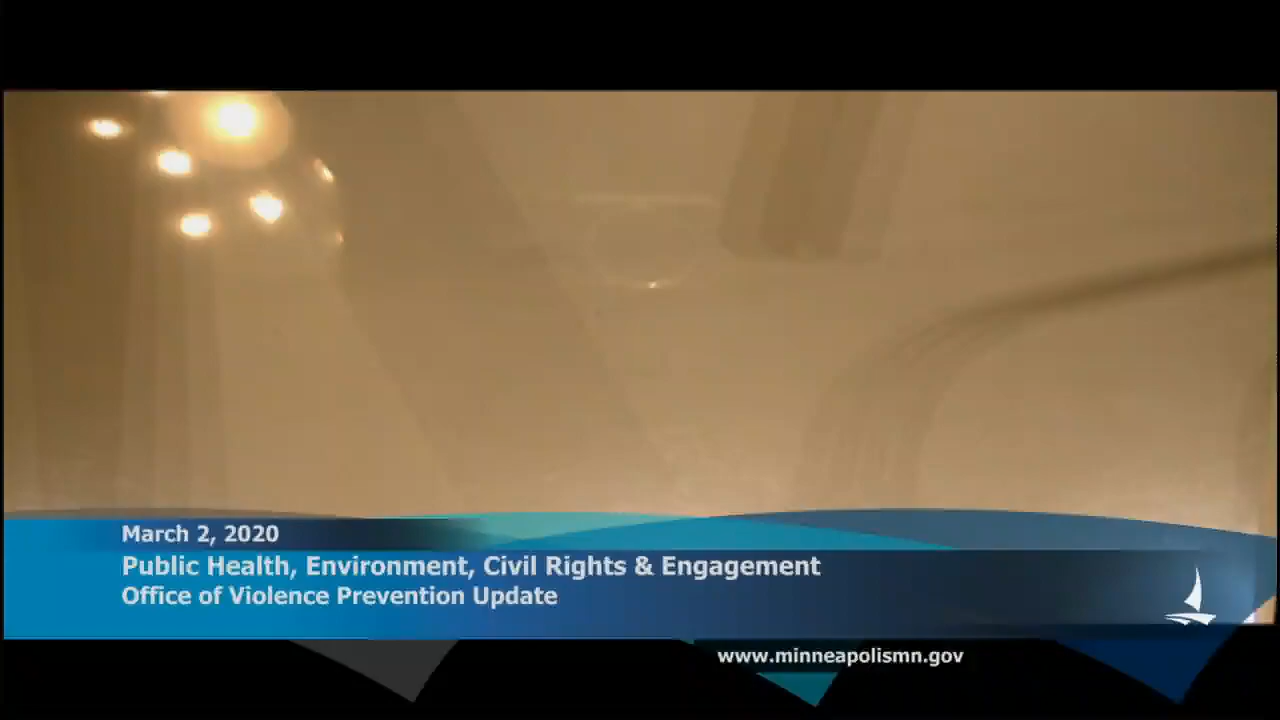 March 2, 2020
Public Health, Environment, Civil Rights & Engagement
Office of Violence Prevention Update
www.minneapolismn.gov